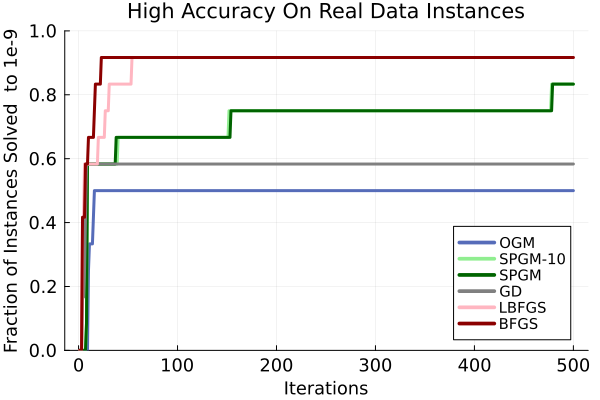 High Accuracy On Real Data Instances
Fraction of Instances Solved to 1e-9
1.0
0.8
0.6
0.4
0.2
0.0
OGM
SPGM-10
SPGM
GD
LBFGS
BFGS
0 100 200 300 400 500
Iterations